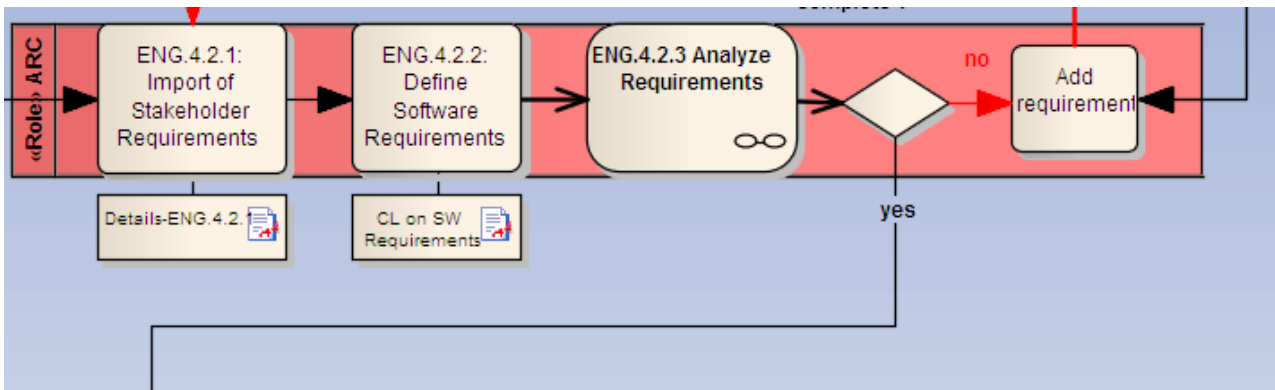 «Role» ARC
ENG.4.2.1:
Import of
Stakeholder
Requirements
ENG.4.2.2:
Define
Software
Requirements
ENG.4.2.3 Analyze
Requirements
no
Add
requirement
Details-ENG.4.2.1
CL on SW
Requirements
yes